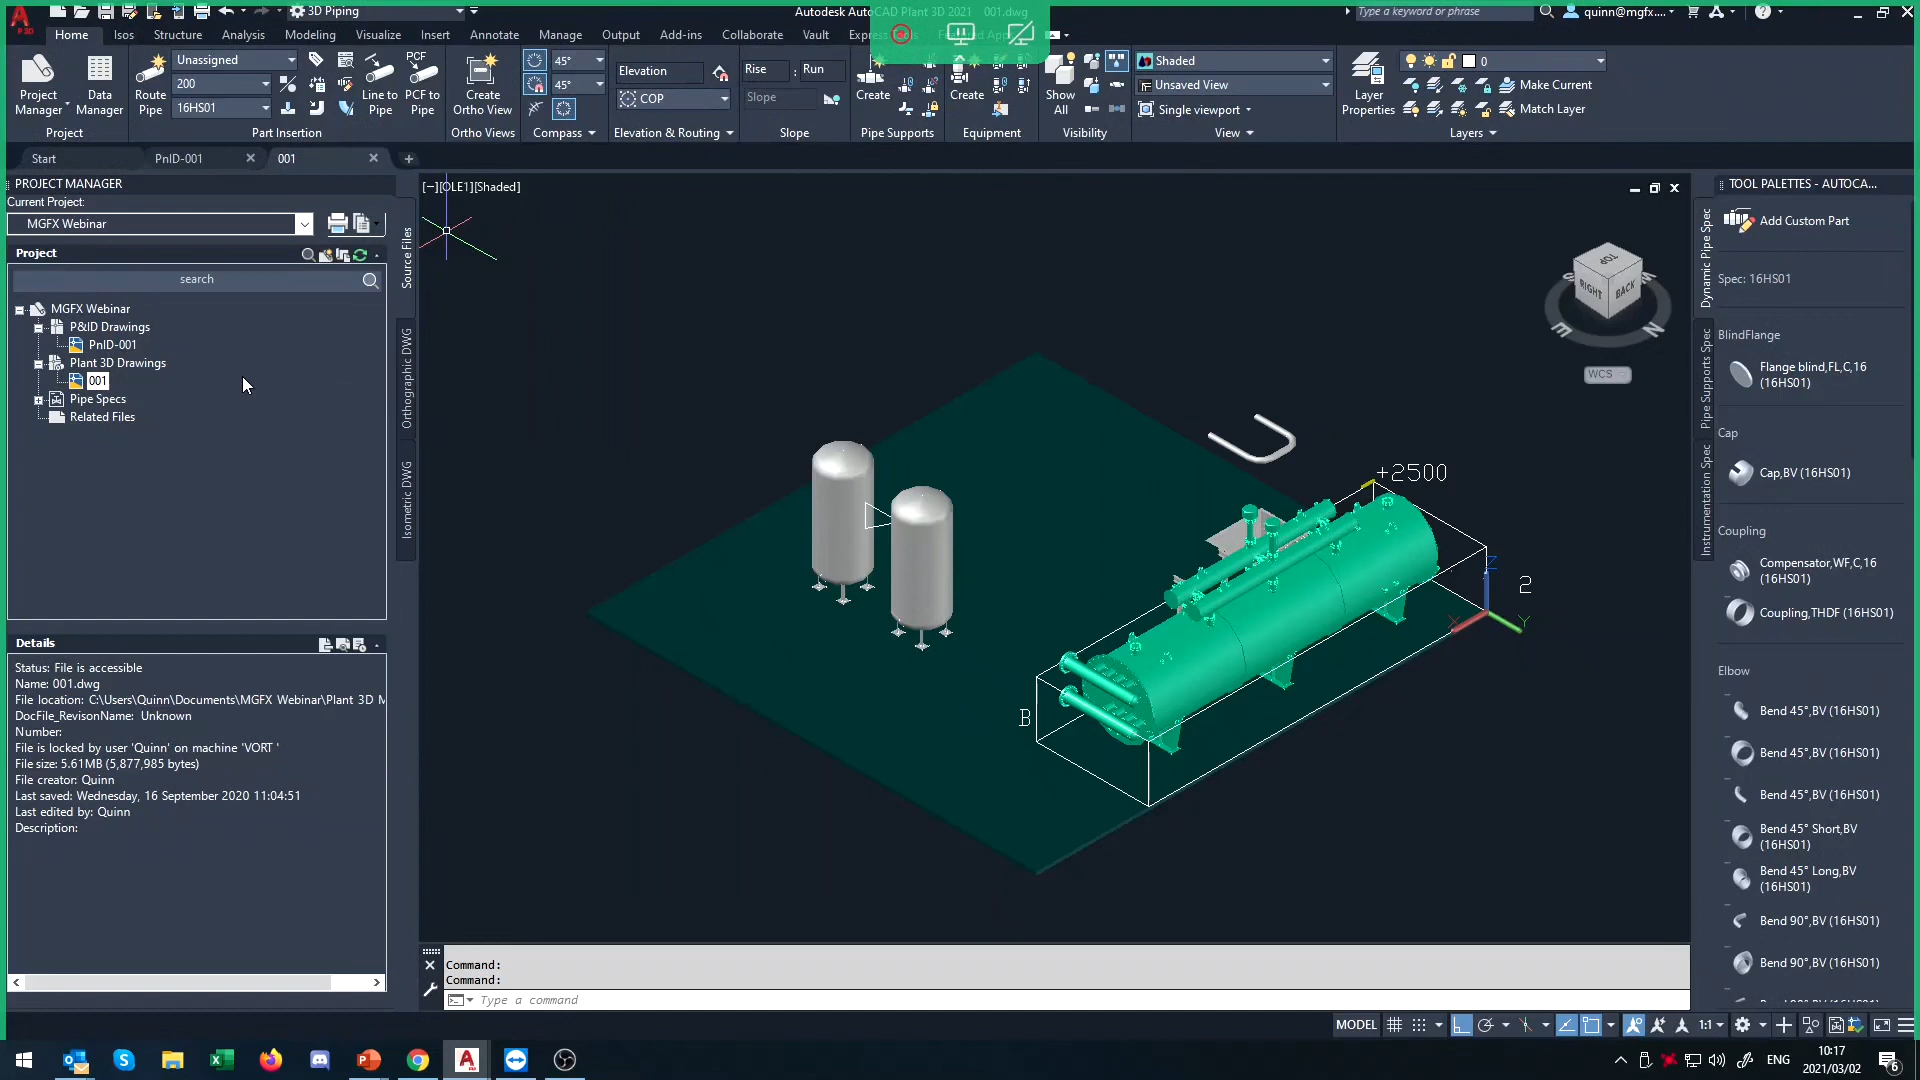 3D Piping
Autodesk AutoCAD Plant 3D 2021 001.dwg
Type a keyword or phrase
quinn@mgfx....
P3D
Home Isos Structure Analysis Modeling Visualize Insert Annotate Manage Output Add-ins Collaborate Vault
Project Manager
Data Manager
Project
Route Pipe
Unassigned
200
16HS01
Line to Pipe
PCF
PCF to Pipe
Part Insertion
Create Ortho View
Ortho Views
45°
45°
Compass
Elevation
COP
Elevation & Routing
Rise : Run
Slope
Slope
Create
Pipe Supports
Create
Equipment
Show All
Visibility
Shaded
Unsaved View
Single viewport
View
Layer Properties
0
Make Current
Match Layer
Layers
Start PnID-001 001
PROJECT MANAGER
Current Project:
MGFX Webinar
Project
search
MGFX Webinar
P&ID Drawings
PnID-001
Plant 3D Drawings
001
Pipe Specs
Related Files
Source Files
Orthographic DWG
Isometric DWG
Details
Status: File is accessible
Name: 001.dwg
File location: C:\Users\Quinn\Documents\MGFX Webinar\Plant 3D M
DocFile_RevisonName: Unknown
Number:
File is locked by user 'Quinn' on machine 'VORT '
File size: 5.61MB (5,877,985 bytes)
File creator: Quinn
Last saved: Wednesday, 16 September 2020 11:04:51
Last edited by: Quinn
Description:
[−][OLE1][Shaded]
TOP
RIGHT
BACK
S
E
N
WCS
+2500
2
B
X
Y
Z
Command:
Command:
Type a command
TOOL PALETTES - AUTOCA...
Dynamic Pipe Spec
Pipe Supports Spec
Instrumentation Spec
Add Custom Part
Spec: 16HS01
BlindFlange
Flange blind,FL,C,16
(16HS01)
Cap
Cap,BV (16HS01)
Coupling
Compensator,WF,C,16
(16HS01)
Coupling,THDF (16HS01)
Elbow
Bend 45°,BV (16HS01)
Bend 45°,BV (16HS01)
Bend 45°,BV (16HS01)
Bend 45° Short,BV
(16HS01)
Bend 45° Long,BV
(16HS01)
Bend 90°,BV (16HS01)
Bend 90°,BV (16HS01)
MODEL 1:1
ENG
10:17
2021/03/02
6